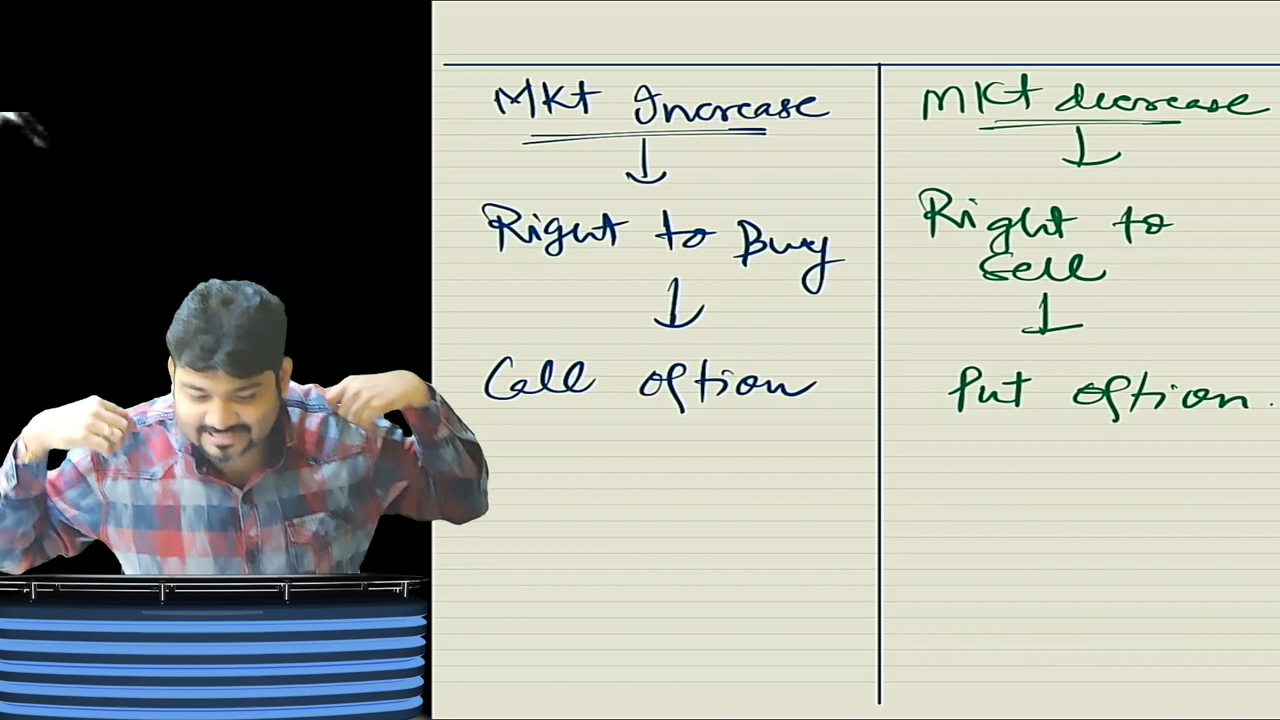 MKt Increase
Right to Buy
Call option
MKt decrease
Right to
sell
Put option.